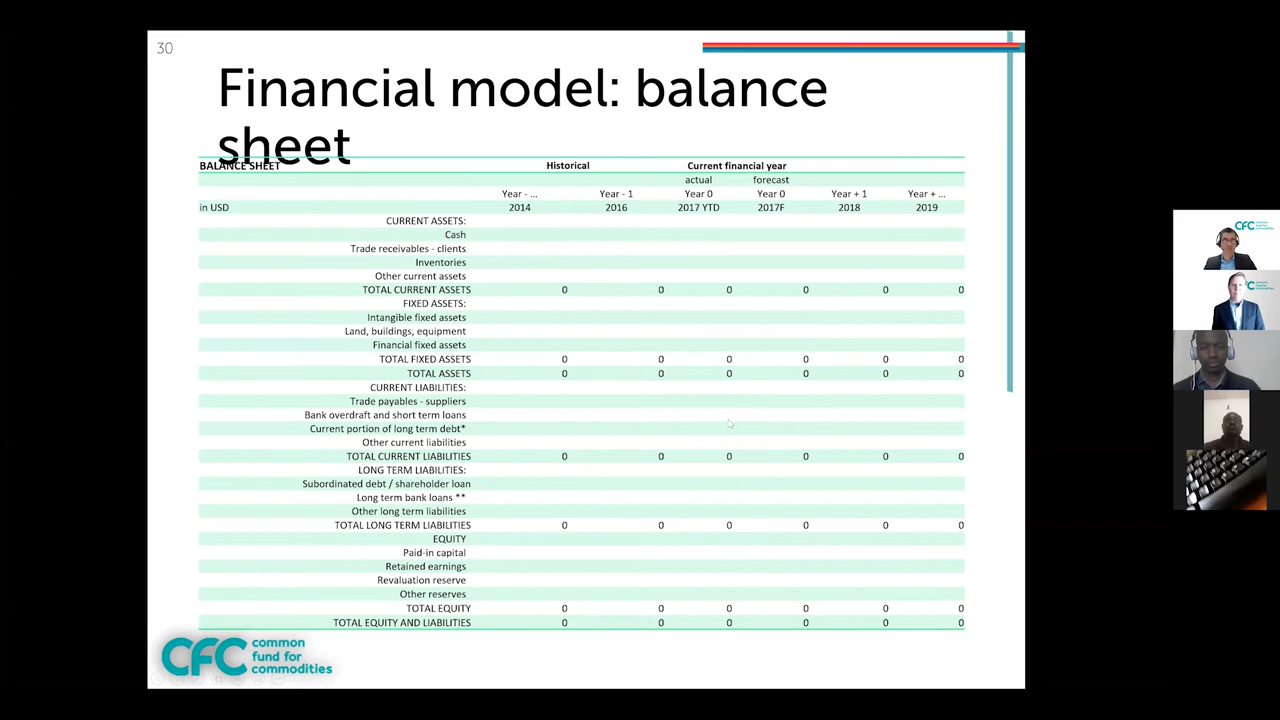 30
Financial model: balance
sheet
BALANCE SHEET Historical Current financial year
actual forecast
Year - ... Year - 1 Year 0 Year 0 Year + 1 Year + ...
in USD 2014 2016 2017 YTD 2017F 2018 2019
CURRENT ASSETS:
Cash
Trade receivables - clients
Inventories
Other current assets
TOTAL CURRENT ASSETS 0 0 0 0 0 0
FIXED ASSETS:
Intangible fixed assets
Land, buildings, equipment
Financial fixed assets
TOTAL FIXED ASSETS 0 0 0 0 0 0
TOTAL ASSETS 0 0 0 0 0 0
CURRENT LIABILITIES:
Trade payables - suppliers
Bank overdraft and short term loans
Current portion of long term debt*
Other current liabilities
TOTAL CURRENT LIABILITIES 0 0 0 0 0 0
LONG TERM LIABILITIES:
Subordinated debt / shareholder loan
Long term bank loans **
Other long term liabilities
TOTAL LONG TERM LIABILITIES 0 0 0 0 0 0
EQUITY
Paid-in capital
Retained earnings
Revaluation reserve
Other reserves
TOTAL EQUITY 0 0 0 0 0 0
TOTAL EQUITY AND LIABILITIES 0 0 0 0 0 0
CFC common
fund for
commodities
CFC common
fund for
commodities